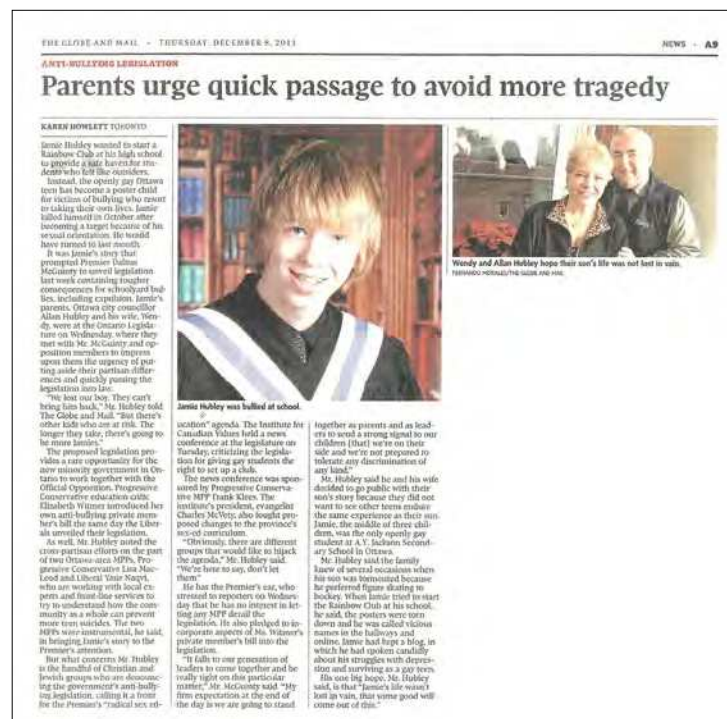 THE GLOBE AND MAIL • THURSDAY, DECEMBER 8, 2011
NEWS • A9
ANTI-BULLYING LEGISLATION
Parents urge quick passage to avoid more tragedy
KAREN HOWLETT TORONTO
Jamie Hubley wanted to start a
Rainbow Club at his high school
to provide a safe haven for stu-
dents who felt like outsiders.
Instead, the openly gay Ottawa
teen has become a poster child
for victims of bullying who resort
to taking their own lives. Jamie
killed himself in October after
becoming a target because of his
sexual orientation. He would
have turned 16 last month.
It was Jamie's story that
prompted Premier Dalton
McGuinty to unveil legislation
last week containing tougher
consequences for schoolyard bul-
lies, including expulsion. Jamie's
parents, Ottawa city councillor
Allan Hubley and his wife, Wen-
dy, were at the Ontario Legisla-
ture on Wednesday, where they
met with Mr. McGuinty and op-
position members to impress
upon them the urgency of put-
ting aside their partisan differ-
ences and quickly passing the
legislation into law.
"We lost our boy. They can't
bring him back," Mr. Hubley told
The Globe and Mail. "But there's
other kids who are at risk. The
longer they take, there's going to
be more Jamies."
The proposed legislation pro-
vides a rare opportunity for the
new minority government in On-
tario to work together with the
Official Opposition. Progressive
Conservative education critic
Elizabeth Witmer introduced her
own anti-bullying private mem-
ber's bill the same day the Liber-
als unveiled their legislation.
As well, Mr. Hubley noted the
cross-partisan efforts on the part
of two Ottawa-area MPPs, Pro-
gressive Conservative Lisa Mac-
Leod and Liberal Yasir Naqvi,
who are working with local ex-
perts and front-line services to
try to understand how the com-
munity as a whole can prevent
more teen suicides. The two
MPPs were instrumental, he said,
in bringing Jamie's story to the
Premier's attention.
But what concerns Mr. Hubley
is the handful of Christian and
Jewish groups who are denounc-
ing the government's anti-bully-
ing legislation, calling it a front
for the Premier's "radical sex ed-
Jamie Hubley was bullied at school.
ucation" agenda. The Institute for
Canadian Values held a news
conference at the legislature on
Tuesday, criticizing the legisla-
tion for giving gay students the
right to set up a club.
The news conference was spon-
sored by Progressive Conserva-
tive MPP Frank Klees. The
institute's president, evangelist
Charles McVety, also fought pro-
posed changes to the province's
sex-ed curriculum.
"Obviously, there are different
groups that would like to hijack
the agenda," Mr. Hubley said.
"We're here to say, don't let
them."
He has the Premier's ear, who
stressed to reporters on Wednes-
day that he has no interest in let-
ting any MPP derail the
legislation. He also pledged to in-
corporate aspects of Ms. Witmer's
private member's bill into the
legislation.
"It falls to our generation of
leaders to come together and be
really tight on this particular
matter," Mr. McGuinty said. "My
firm expectation at the end of
the day is we are going to stand
together as parents and as lead-
ers to send a strong signal to our
children [that] we're on their
side and we're not prepared to
tolerate any discrimination of
any kind."
Mr. Hubley said he and his wife
decided to go public with their
son's story because they did not
want to see other teens endure
the same experience as their son.
Jamie, the middle of three chil-
dren, was the only openly gay
student at A.Y. Jackson Second-
ary School in Ottawa.
Mr. Hubley said the family
knew of several occasions when
his son was tormented because
he preferred figure skating to
hockey. When Jamie tried to start
the Rainbow Club at his school,
he said, the posters were torn
down and he was called vicious
names in the hallways and
online. Jamie had kept a blog, in
which he had spoken candidly
about his struggles with depres-
sion and surviving as a gay teen.
His one big hope, Mr. Hubley
said, is that "Jamie's life wasn't
lost in vain, that some good will
come out of this."
Wendy and Allan Hubley hope their son's life was not lost in vain.
FERNANDO MORALES/THE GLOBE AND MAIL